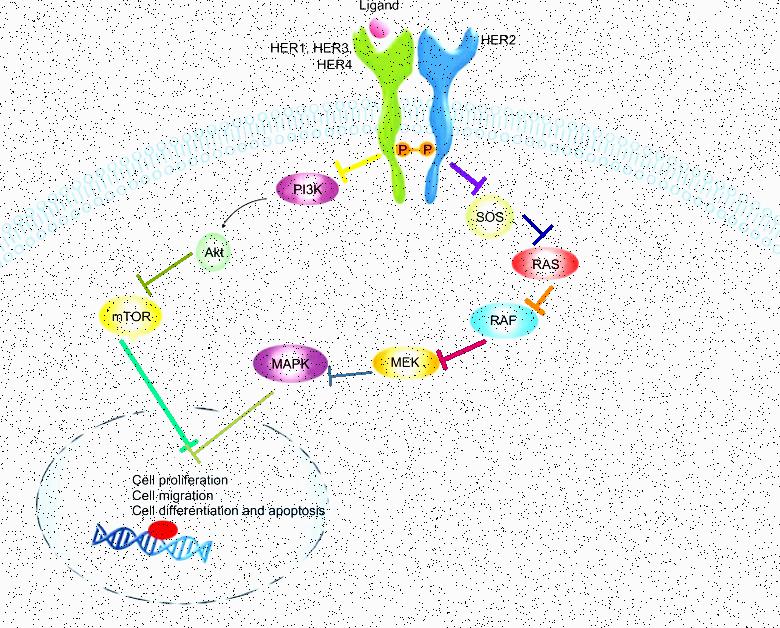 Ligand
HER1, HER3,
HER4
HER2
P
P
PI3K
SOS
Akt
RAS
mTOR
RAF
MAPK
MEK
Cell proliferation
Cell migration
Cell differentiation and apoptosis